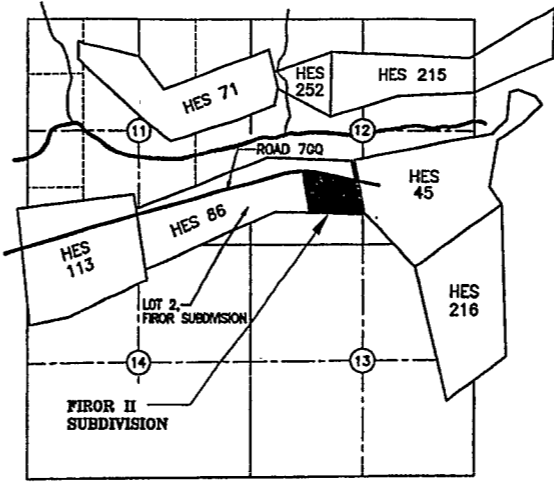 HES 215
HES
252
HES 71
11
12
ROAD 7GQ
HES
45
HES 86
HES
113
LOT 2,
FIROR SUBDIVISION
HES
216
14
13
FIROR II
SUBDIVISION